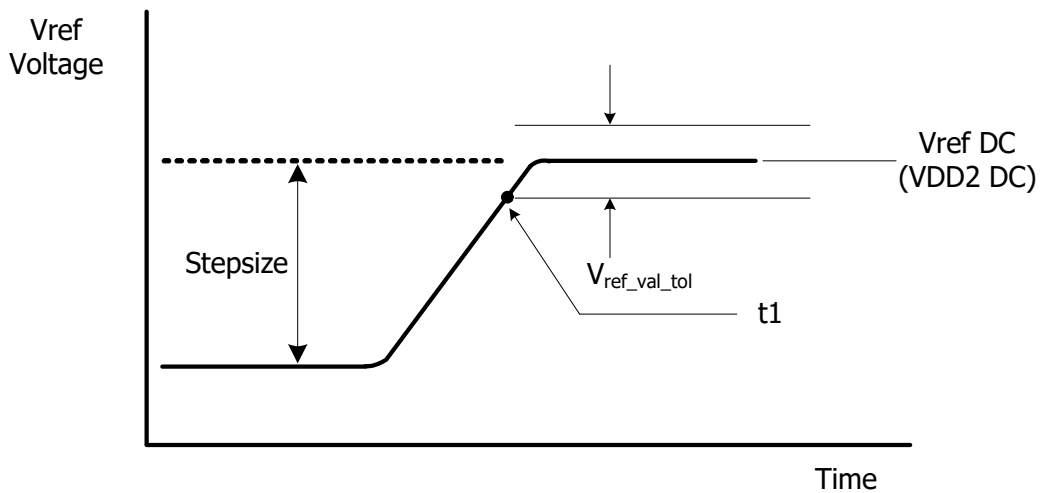 Vref
Voltage
Vref DC
(VDD2 DC)
Stepsize
Vref_val_tol
t1
Time